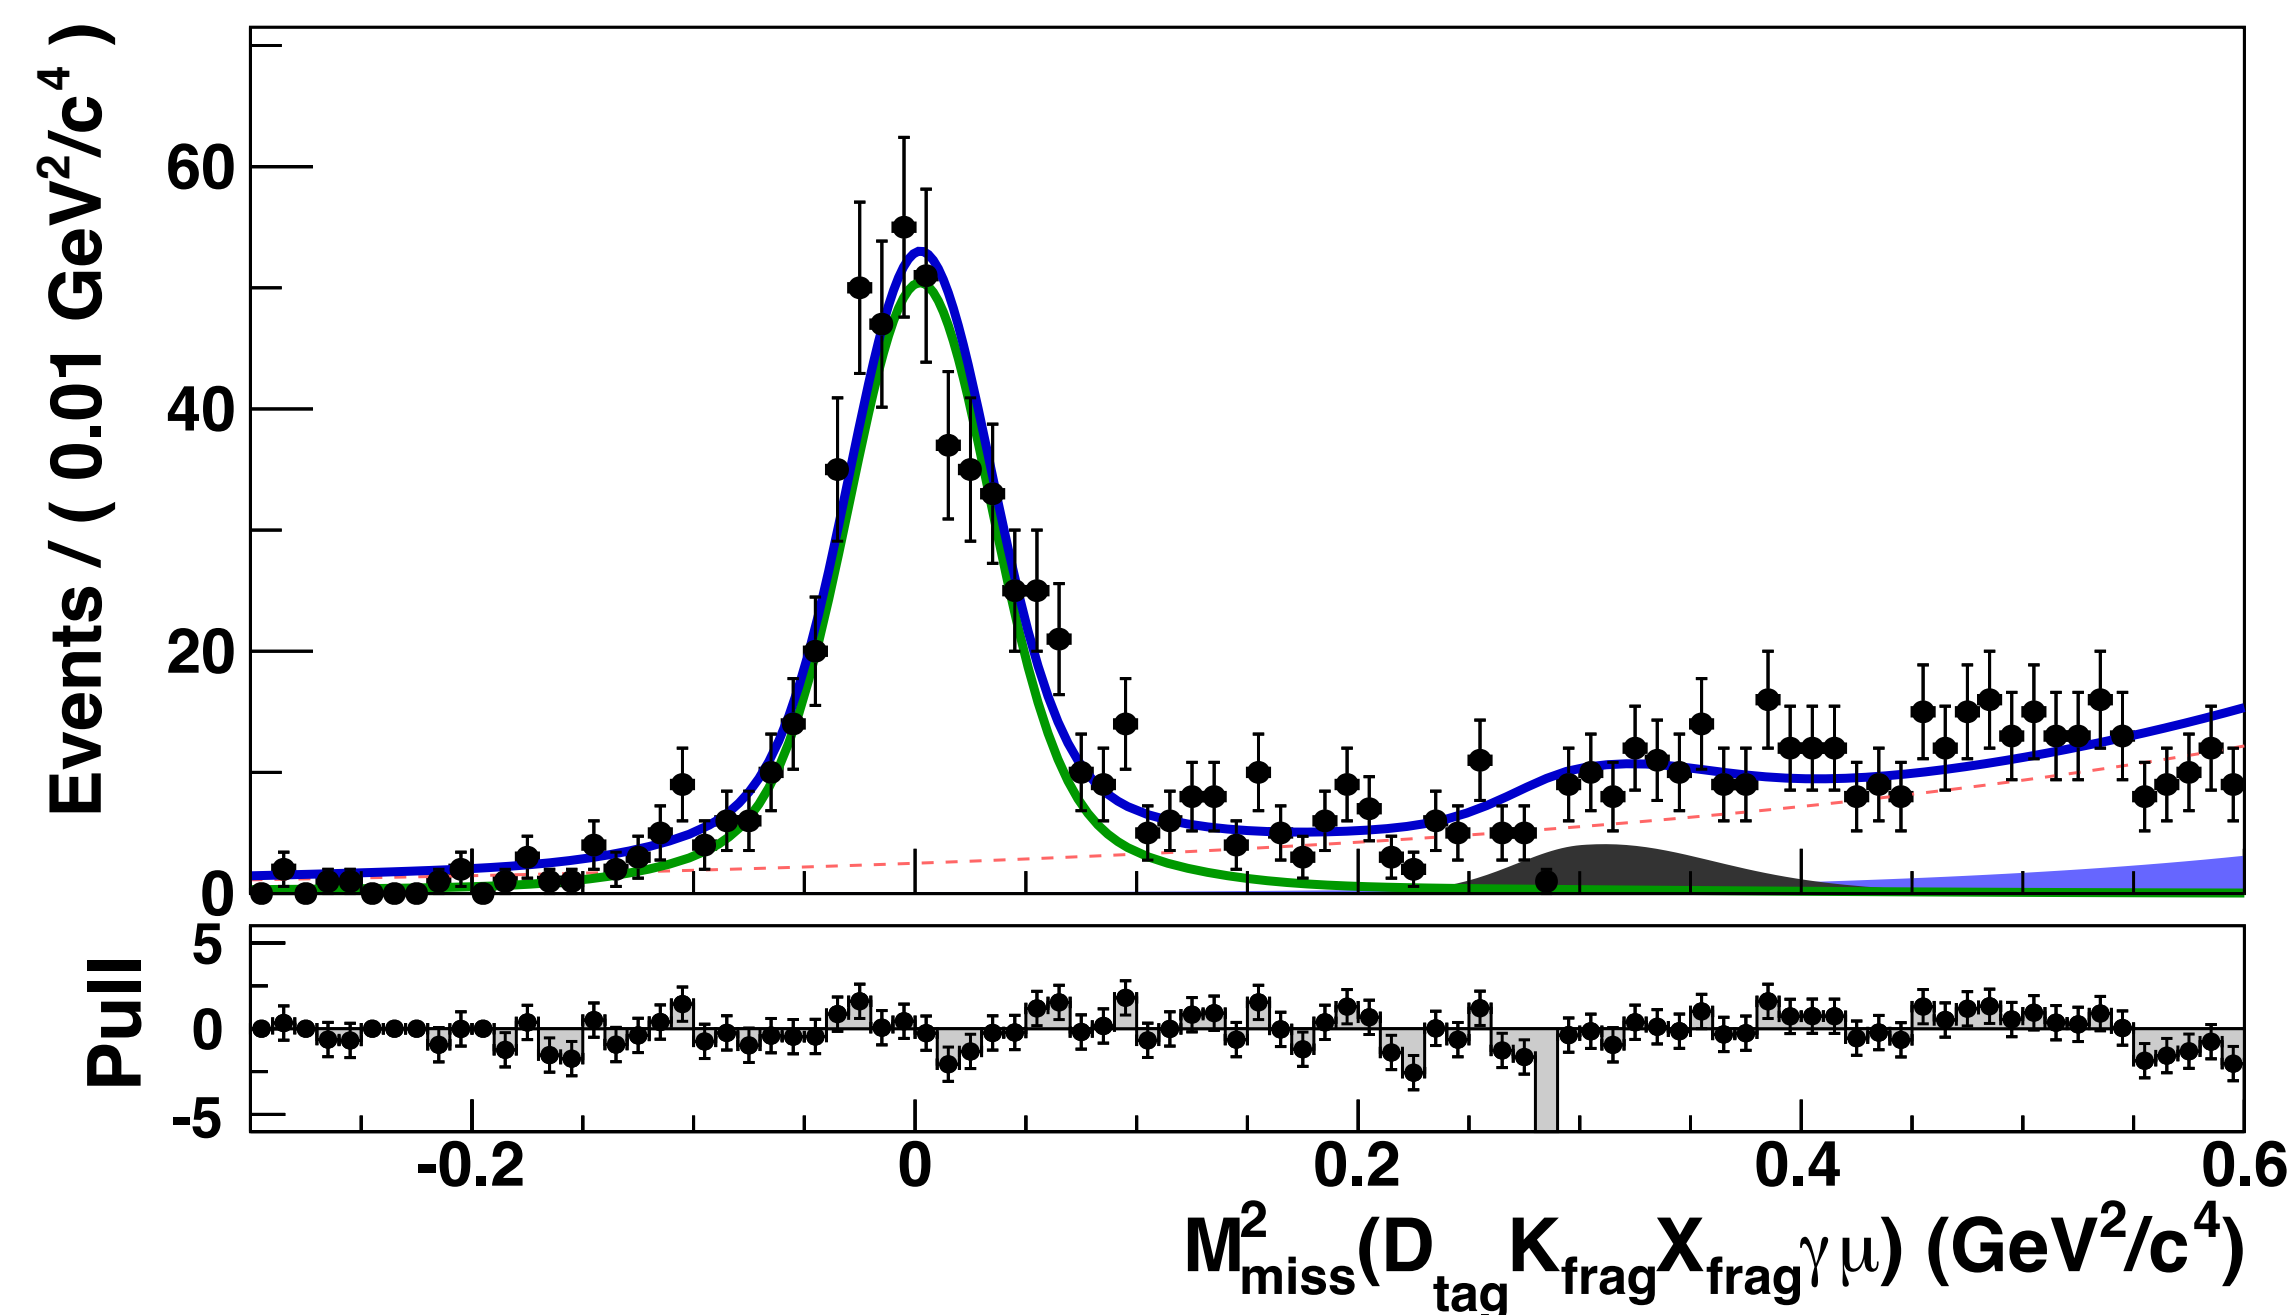 Events / ( 0.01 GeV²/c⁴ )
60
40
20
0
Pull
5
0
-5
-0.2 0 0.2 0.4 0.6
M²miss(DtagKfragXfragγμ) (GeV²/c⁴)